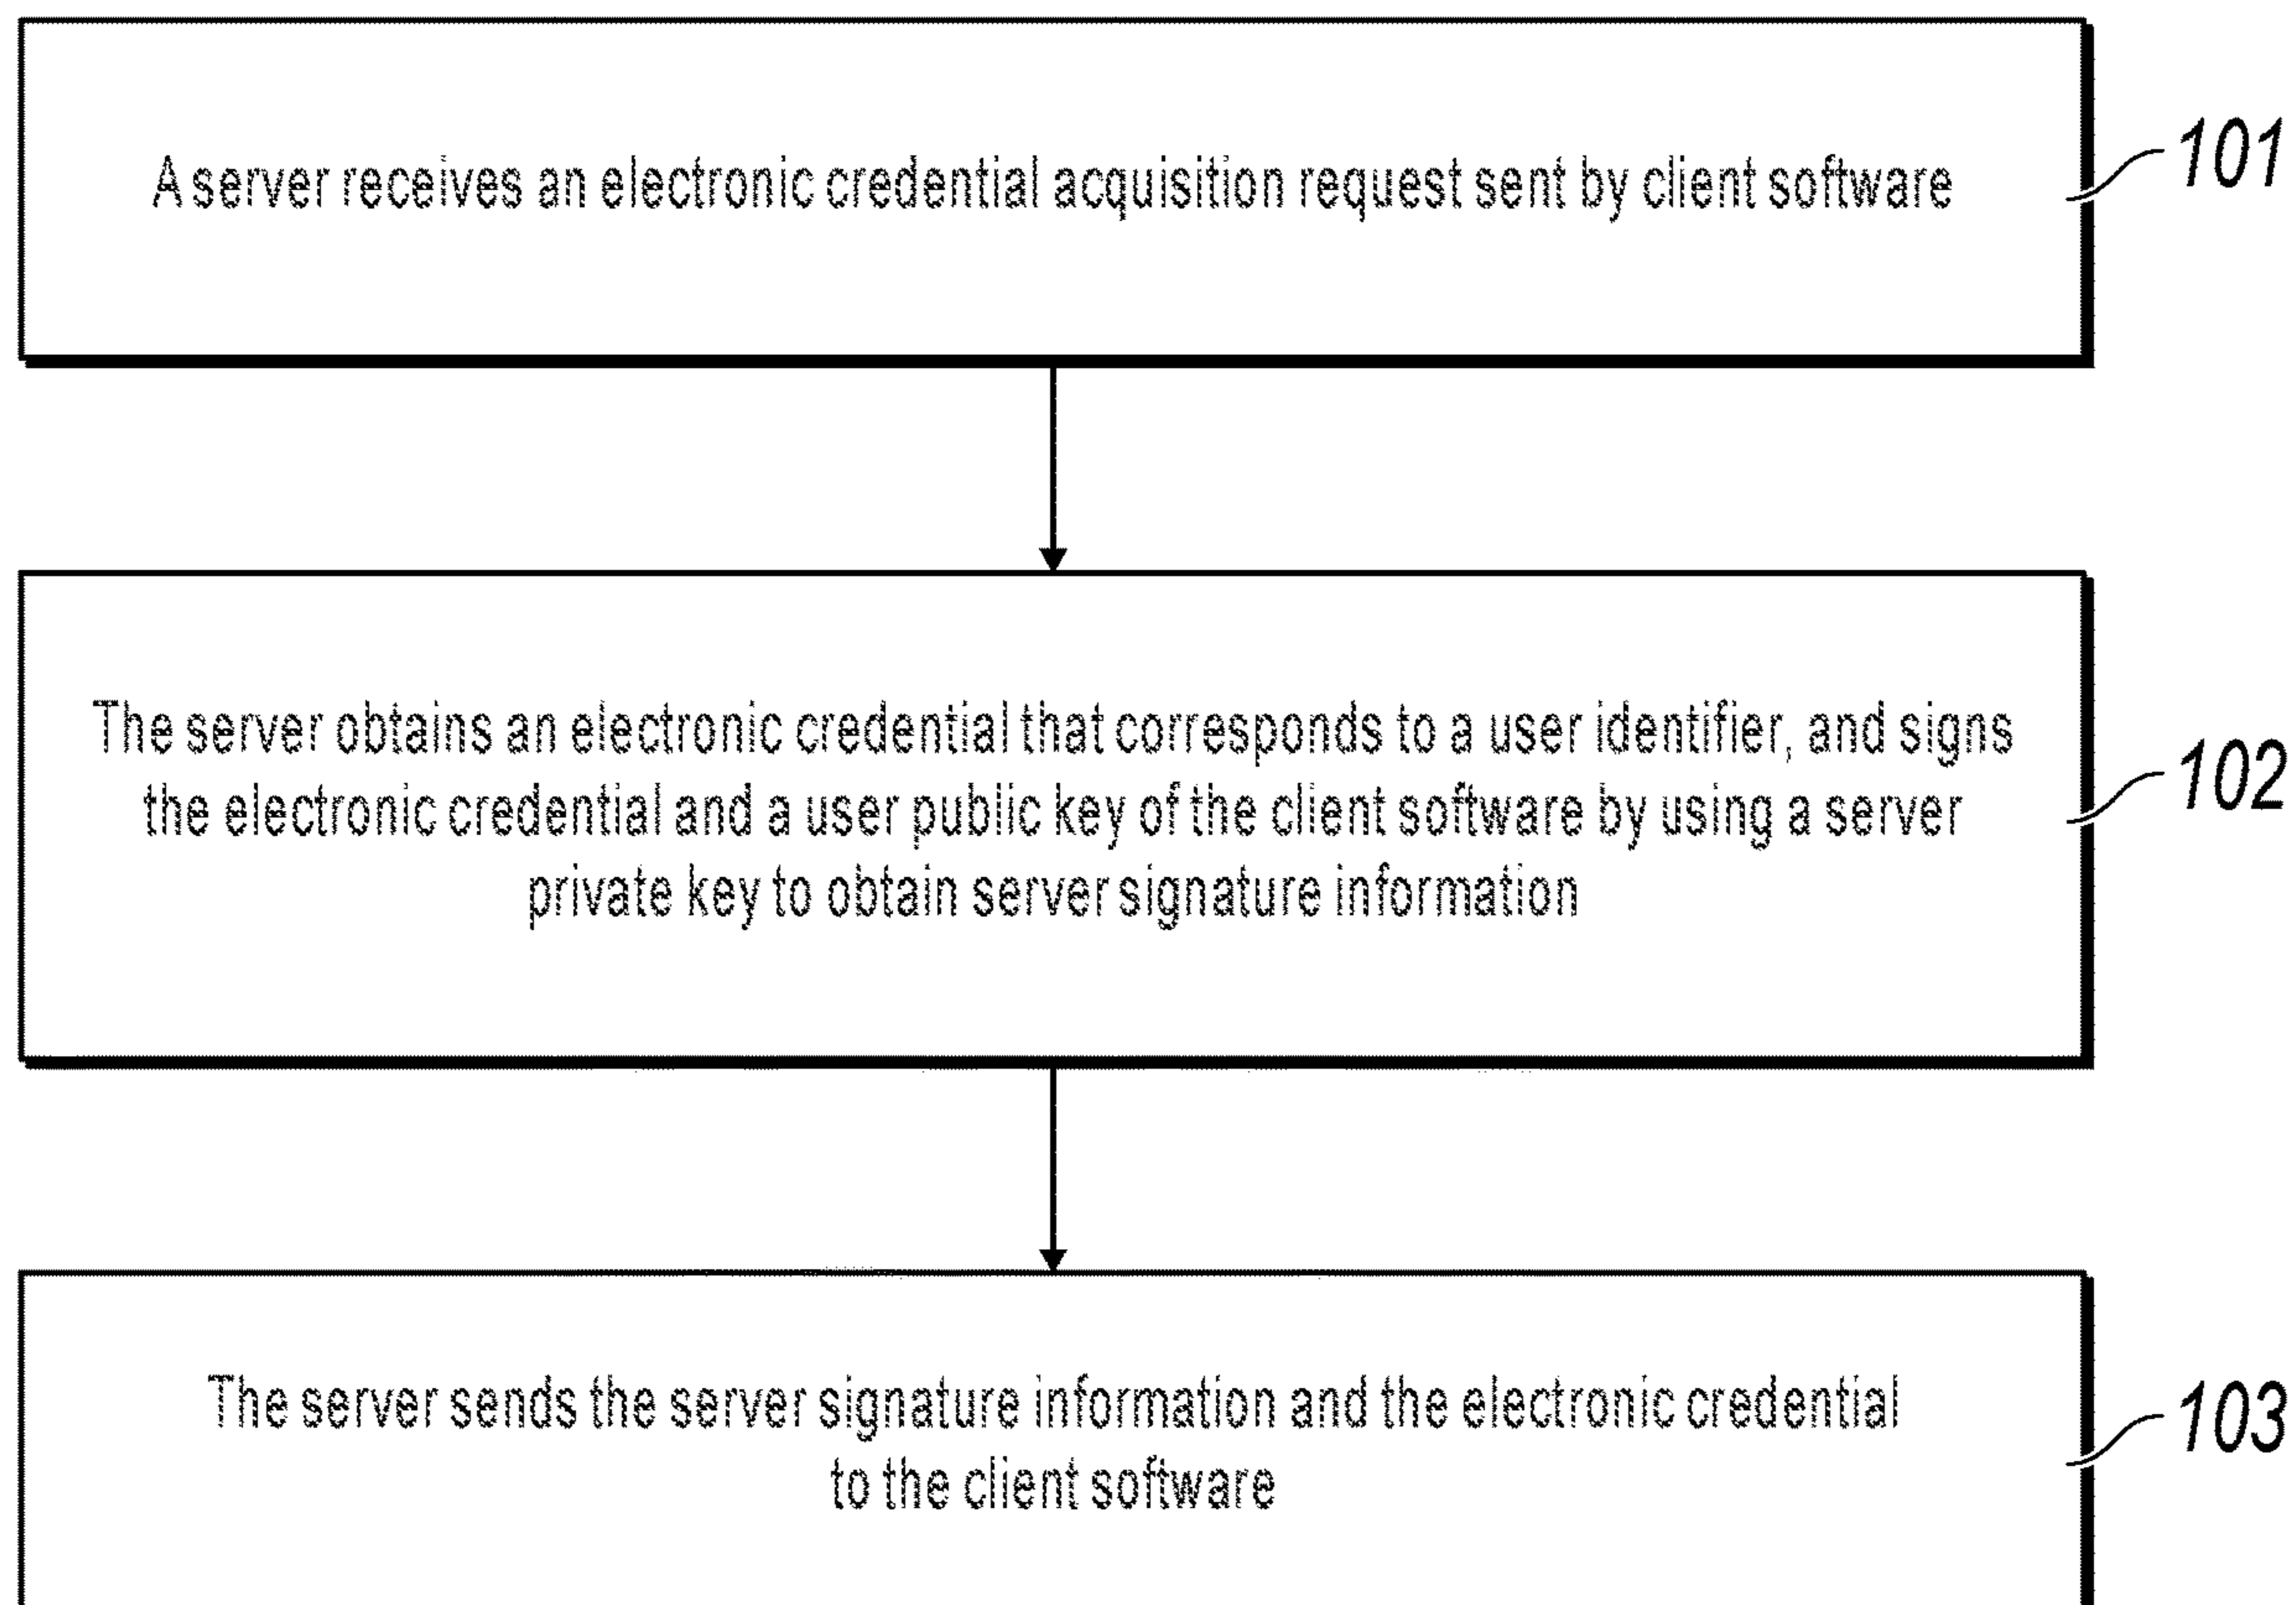 A server receives an electronic credential acquisition request sent by client software
101
The server obtains an electronic credential that corresponds to a user identifier, and signs
the electronic credential and a user public key of the client software by using a server
private key to obtain server signature information
102
The server sends the server signature information and the electronic credential
to the client software
103